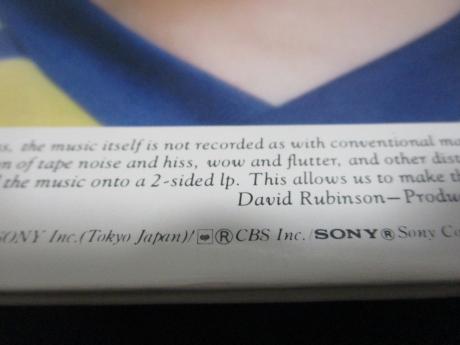 the music itself is not recorded as with conventional
of tape noise and hiss, wow and flutter, and other
the music onto a 2-sided lp. This allows us to make
David Rubinson—
SONY Inc.(Tokyo Japan)/ ®CBS Inc./SONY® Sony